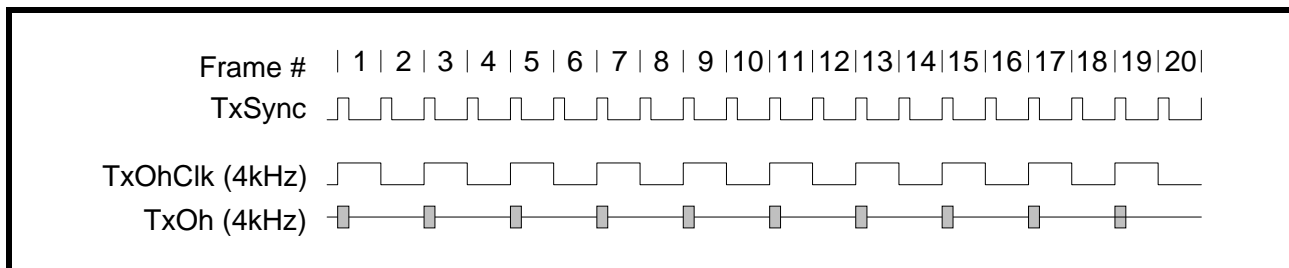 Frame # | 1 | 2 | 3 | 4 | 5 | 6 | 7 | 8 | 9 |10|11|12|13|14|15|16|17|18|19|20|
TxSync
TxOhClk (4kHz)
TxOh (4kHz)